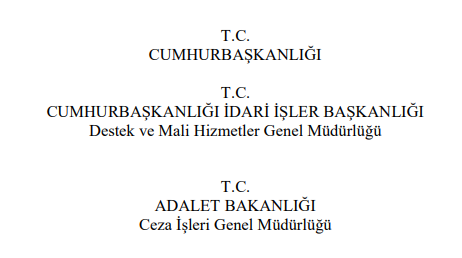 T.C.
CUMHURBAŞKANLIĞI
T.C.
CUMHURBAŞKANLIĞI İDARİ İŞLER BAŞKANLIĞI
Destek ve Mali Hizmetler Genel Müdürlüğü
T.C.
ADALET BAKANLIĞI
Ceza İşleri Genel Müdürlüğü